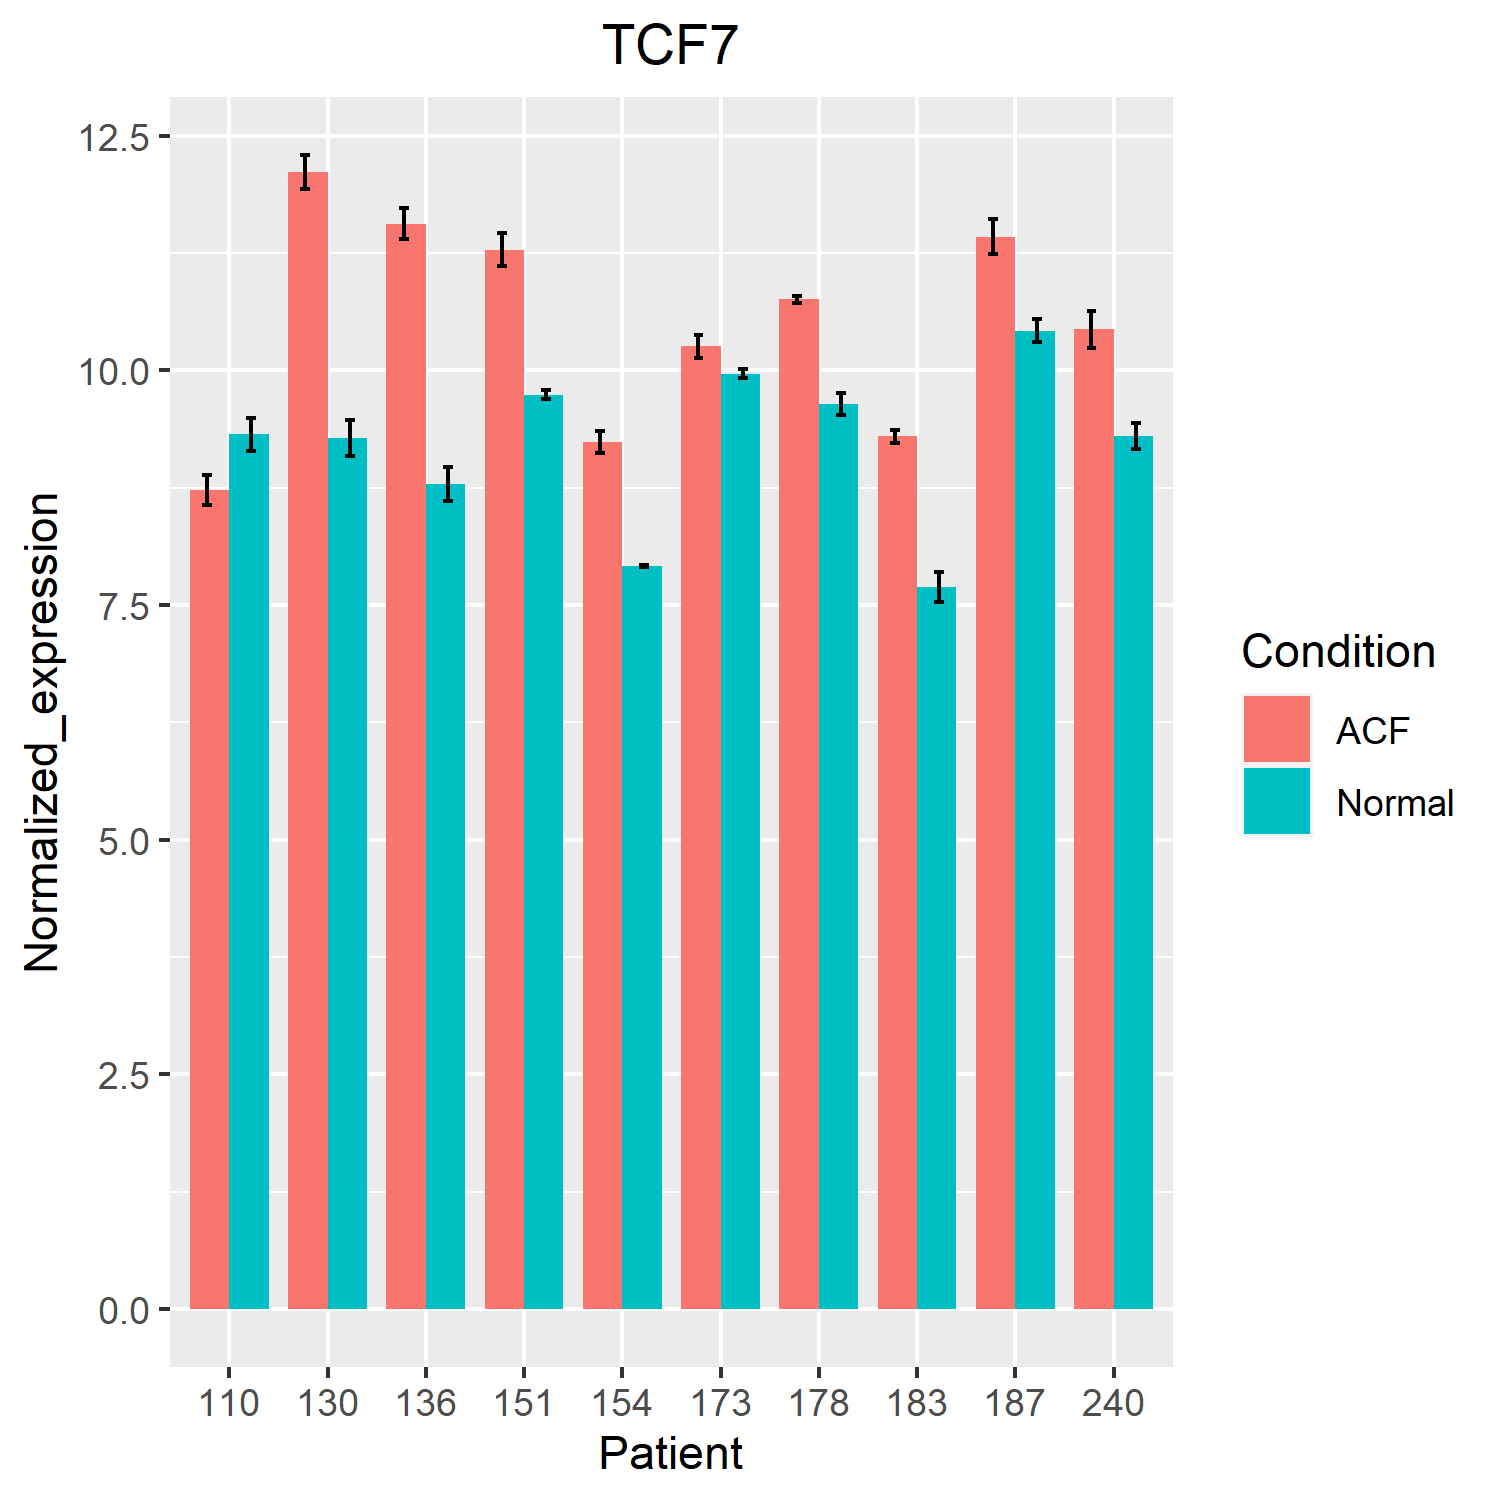 TCF7
12.5
10.0
7.5
5.0
2.5
0.0
Normalized_expression
110 130 136 151 154 173 178 183 187 240
Patient
Condition
ACF
Normal